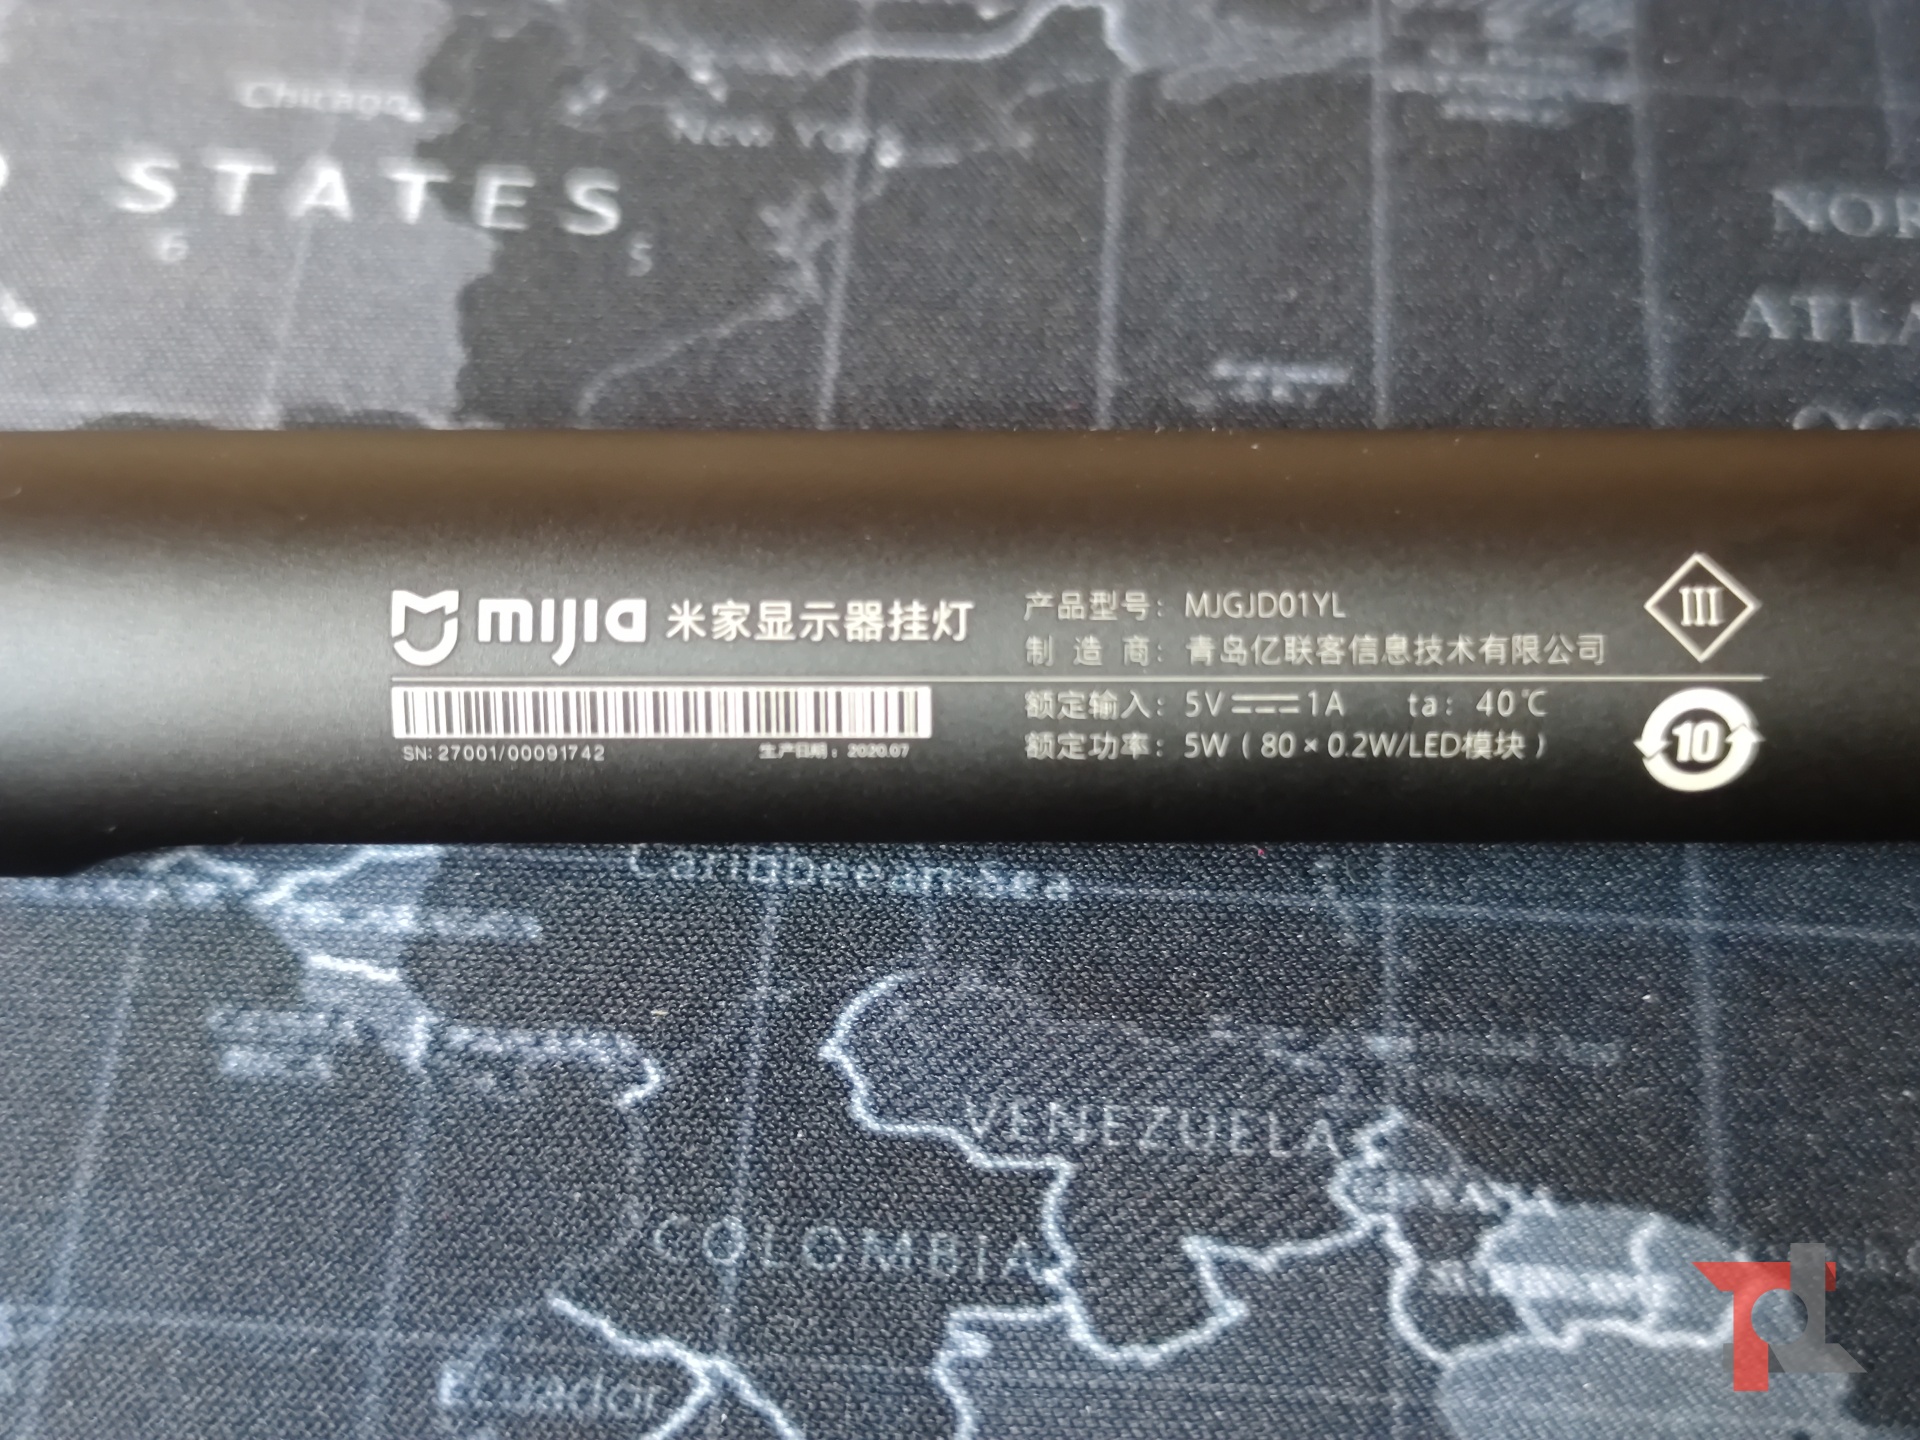 Chicago
New York
STATES
NOR
ATLA
mijia 米家显示器挂灯
产品型号：MJGJD01YL
制造商：青岛亿联客信息技术有限公司
III
SN: 27001/00091742
生产日期：2020.07
额定输入：5V⎓1A ta：40℃
额定功率：5W（80×0.2W/LED模块）
10
Caribbeean Sea
VENEZUELA
COLOMBIA
Ecuador